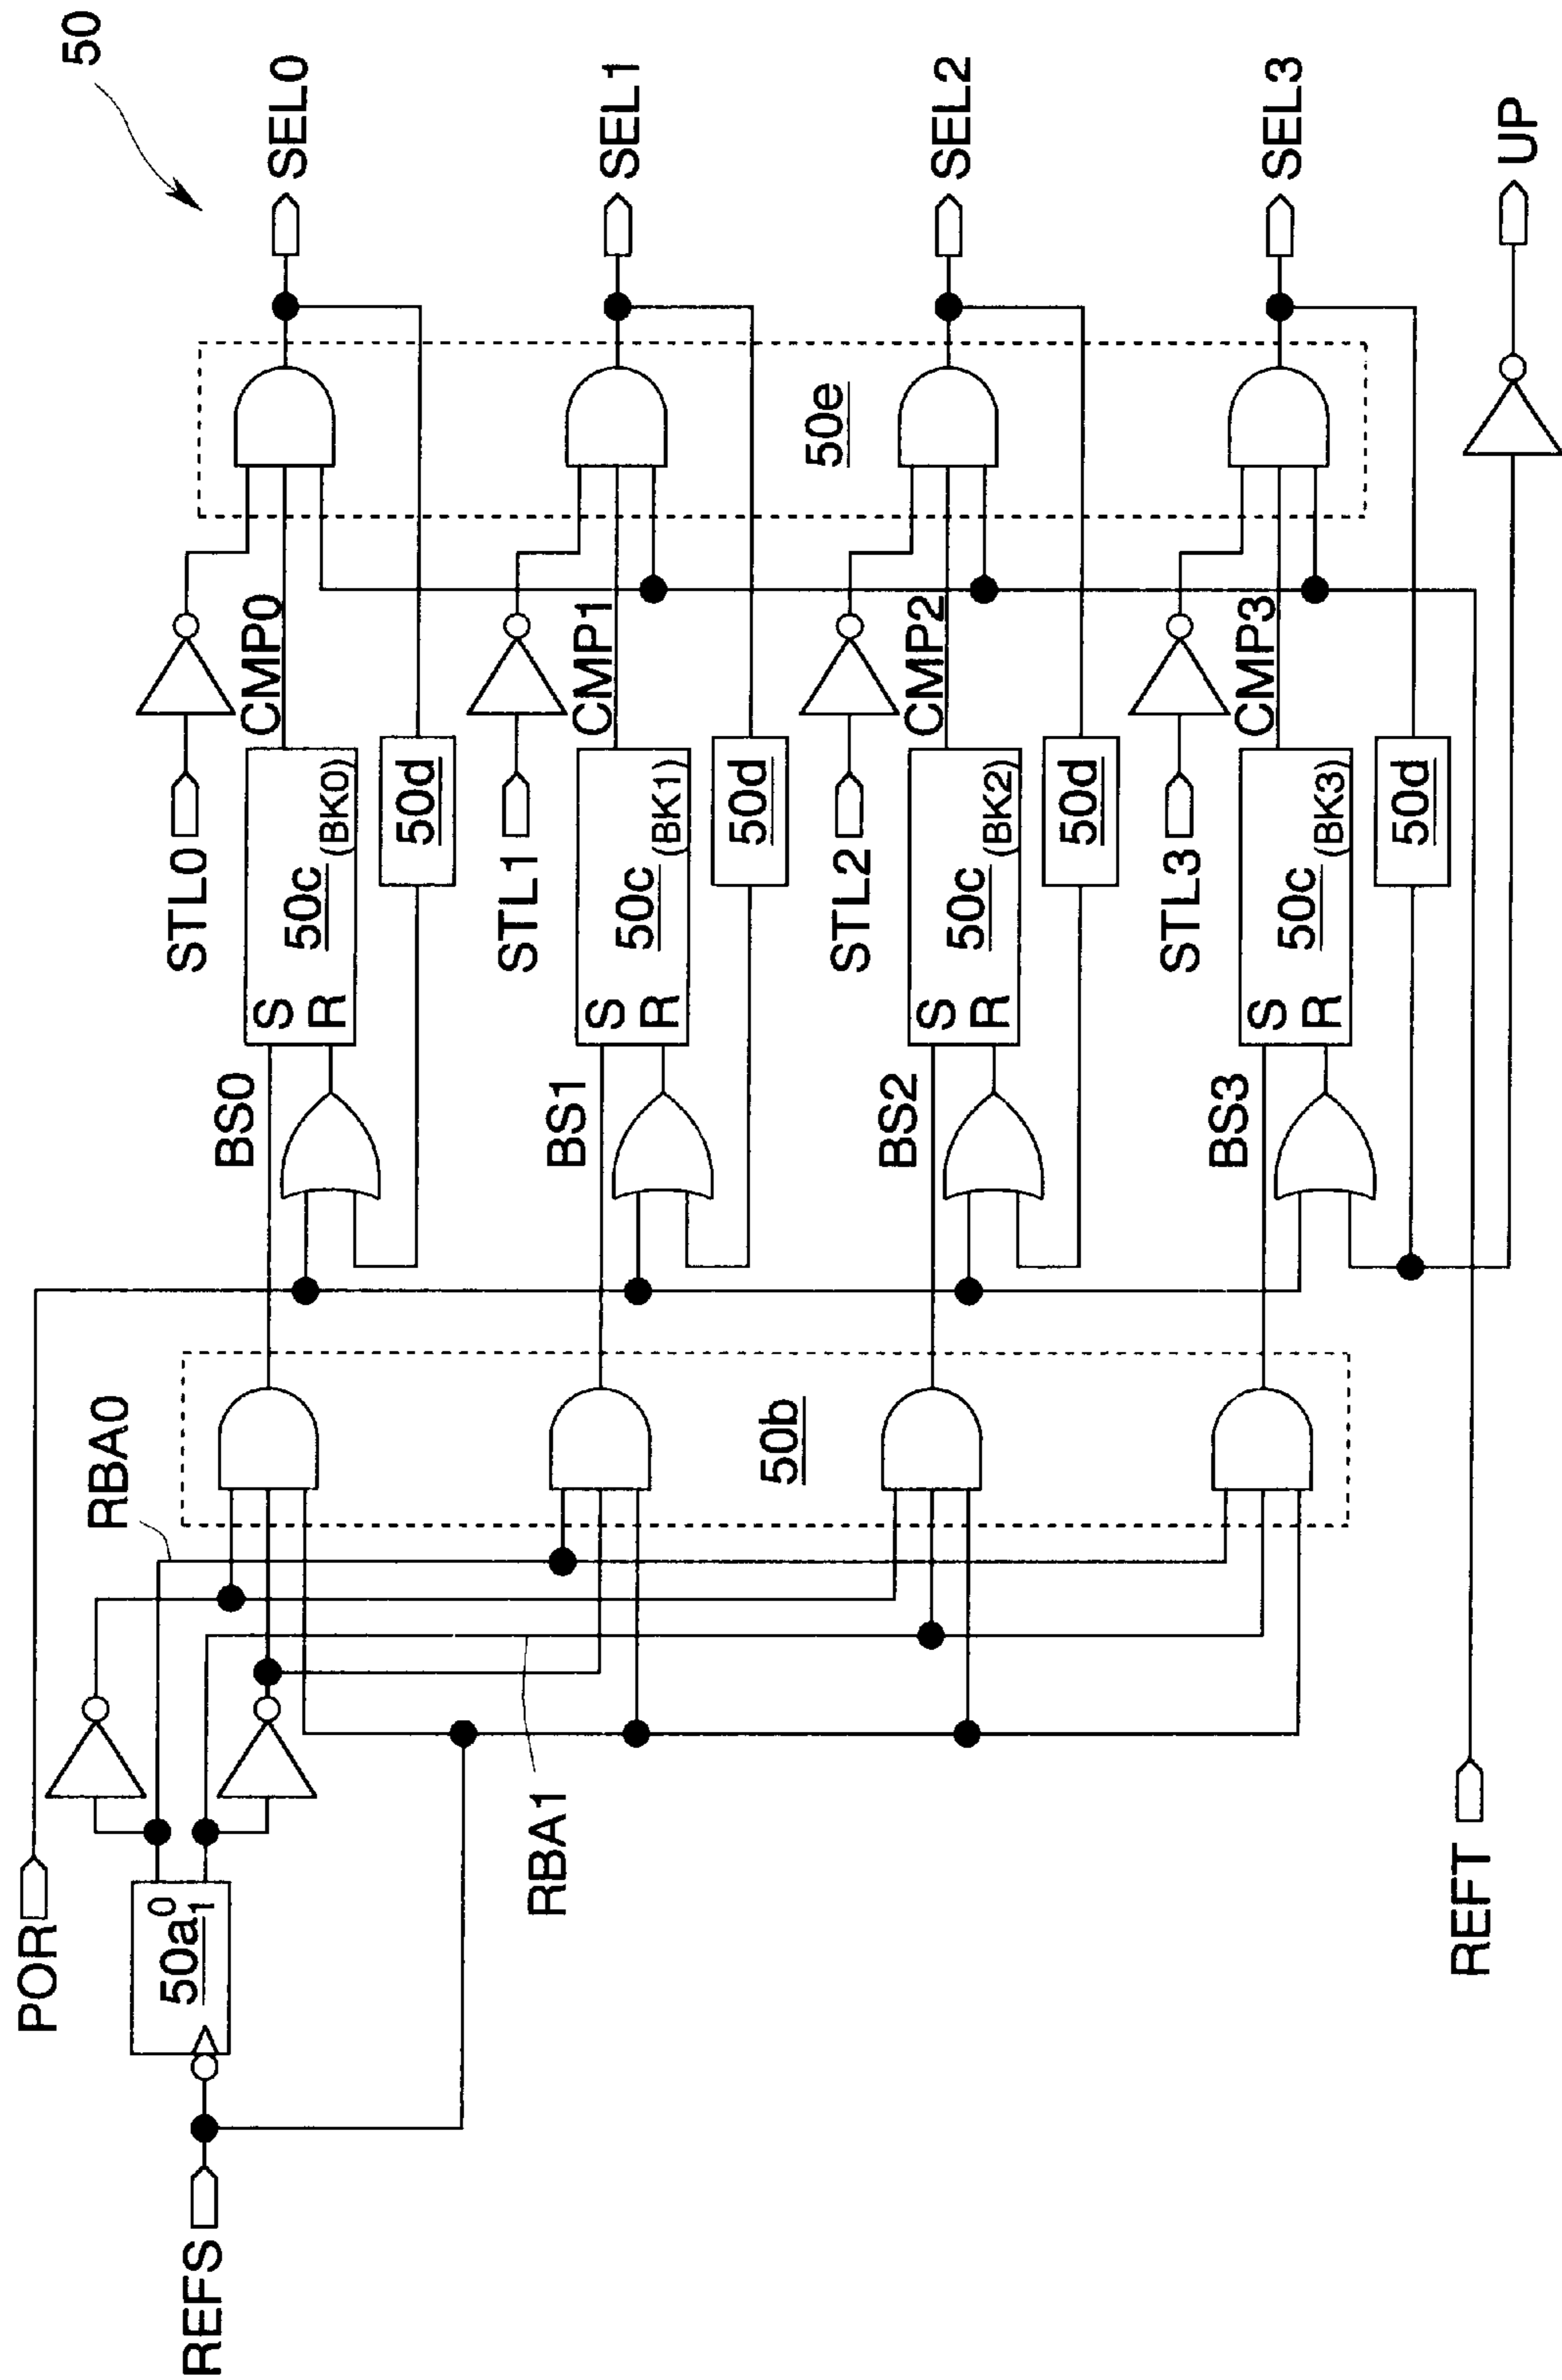 50
POR
REFS
50a 0 1
RBA0
RBA1
50b
BS0
S
R
50c (BK0)
STL0
CMP0
50d
SEL0
BS1
S
R
50c (BK1)
STL1
CMP1
50d
SEL1
BS2
S
R
50c (BK2)
STL2
CMP2
50d
SEL2
50e
BS3
S
R
50c (BK3)
STL3
CMP3
50d
SEL3
REFT
UP